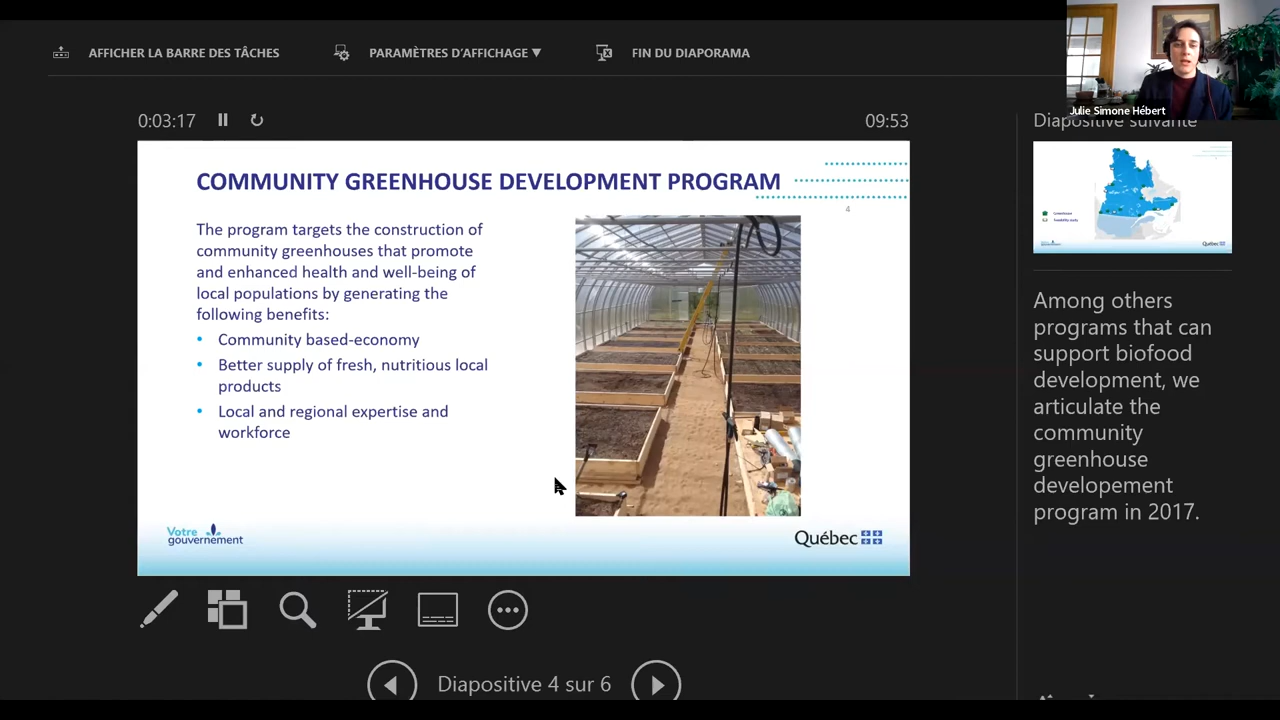 AFFICHER LA BARRE DES TÂCHES
PARAMÈTRES D'AFFICHAGE ▼
FIN DU DIAPORAMA
Julie Simone Hébert
0:03:17
09:53
Diapositive suivante
COMMUNITY GREENHOUSE DEVELOPMENT PROGRAM
4
The program targets the construction of
community greenhouses that promote
and enhanced health and well-being of
local populations by generating the
following benefits:
• Community based-economy
• Better supply of fresh, nutritious local
products
• Local and regional expertise and
workforce
Votre
gouvernement
Québec
Greenhouse
Québec
Among others
programs that can
support biofood
development, we
articulate the
community
greenhouse
developement
program in 2017.
Diapositive 4 sur 6